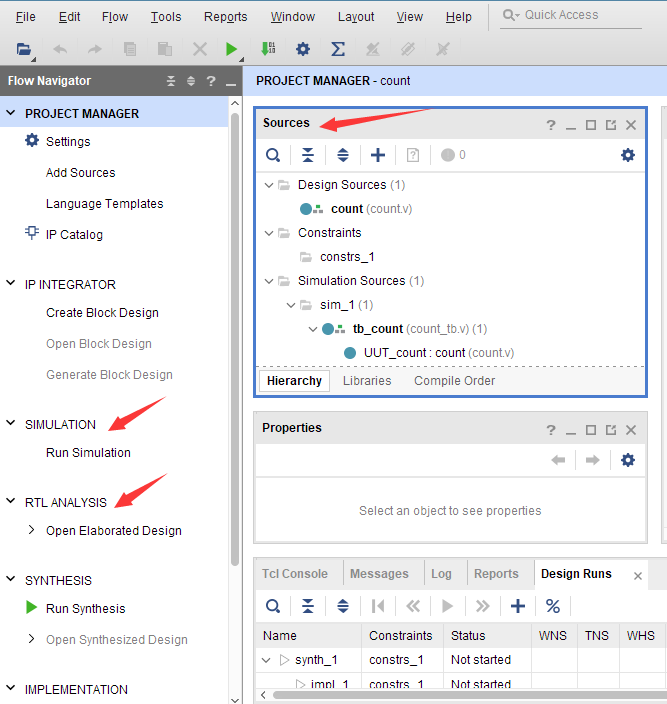 File Edit Flow Tools Reports Window Layout View Help Quick Access
Flow Navigator
PROJECT MANAGER - count
PROJECT MANAGER
Settings
Add Sources
Language Templates
IP Catalog
IP INTEGRATOR
Create Block Design
Open Block Design
Generate Block Design
SIMULATION
Run Simulation
RTL ANALYSIS
Open Elaborated Design
SYNTHESIS
Run Synthesis
Open Synthesized Design
IMPLEMENTATION
Sources
0
Design Sources (1)
count (count.v)
Constraints
constrs_1
Simulation Sources (1)
sim_1 (1)
tb_count (count_tb.v) (1)
UUT_count : count (count.v)
Hierarchy Libraries Compile Order
Properties
Select an object to see properties
Tcl Console Messages Log Reports Design Runs
Name Constraints Status WNS TNS WHS
synth_1 constrs_1 Not started
impl_1 constrs_1 Not started